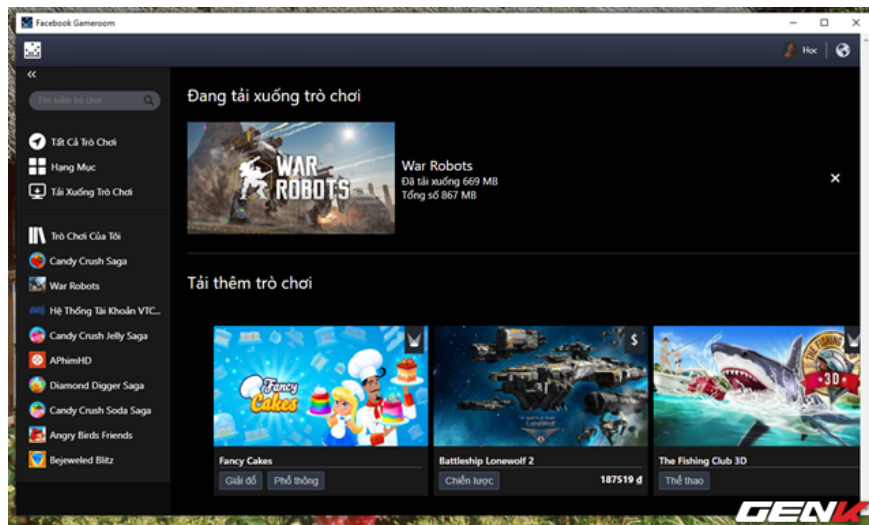 Facebook Gameroom
Học
Tìm kiếm trò chơi
Tất Cả Trò Chơi
Hạng Mục
Tải Xuống Trò Chơi
Trò Chơi Của Tôi
Candy Crush Saga
War Robots
Hệ Thống Tài Khoản VTC...
Candy Crush Jelly Saga
APhimHD
Diamond Digger Saga
Candy Crush Soda Saga
Angry Birds Friends
Bejeweled Blitz
Đang tải xuống trò chơi
WAR
ROBOTS
War Robots
Đã tải xuống 669 MB
Tổng số 867 MB
Tải thêm trò chơi
Fancy
Cakes
$
LoneWolf
THE FISHING CLUB
3D
Fancy Cakes
Giải đố
Phổ thông
Battleship Lonewolf 2
Chiến lược
187519 ₫
The Fishing Club 3D
Thể thao
GENK